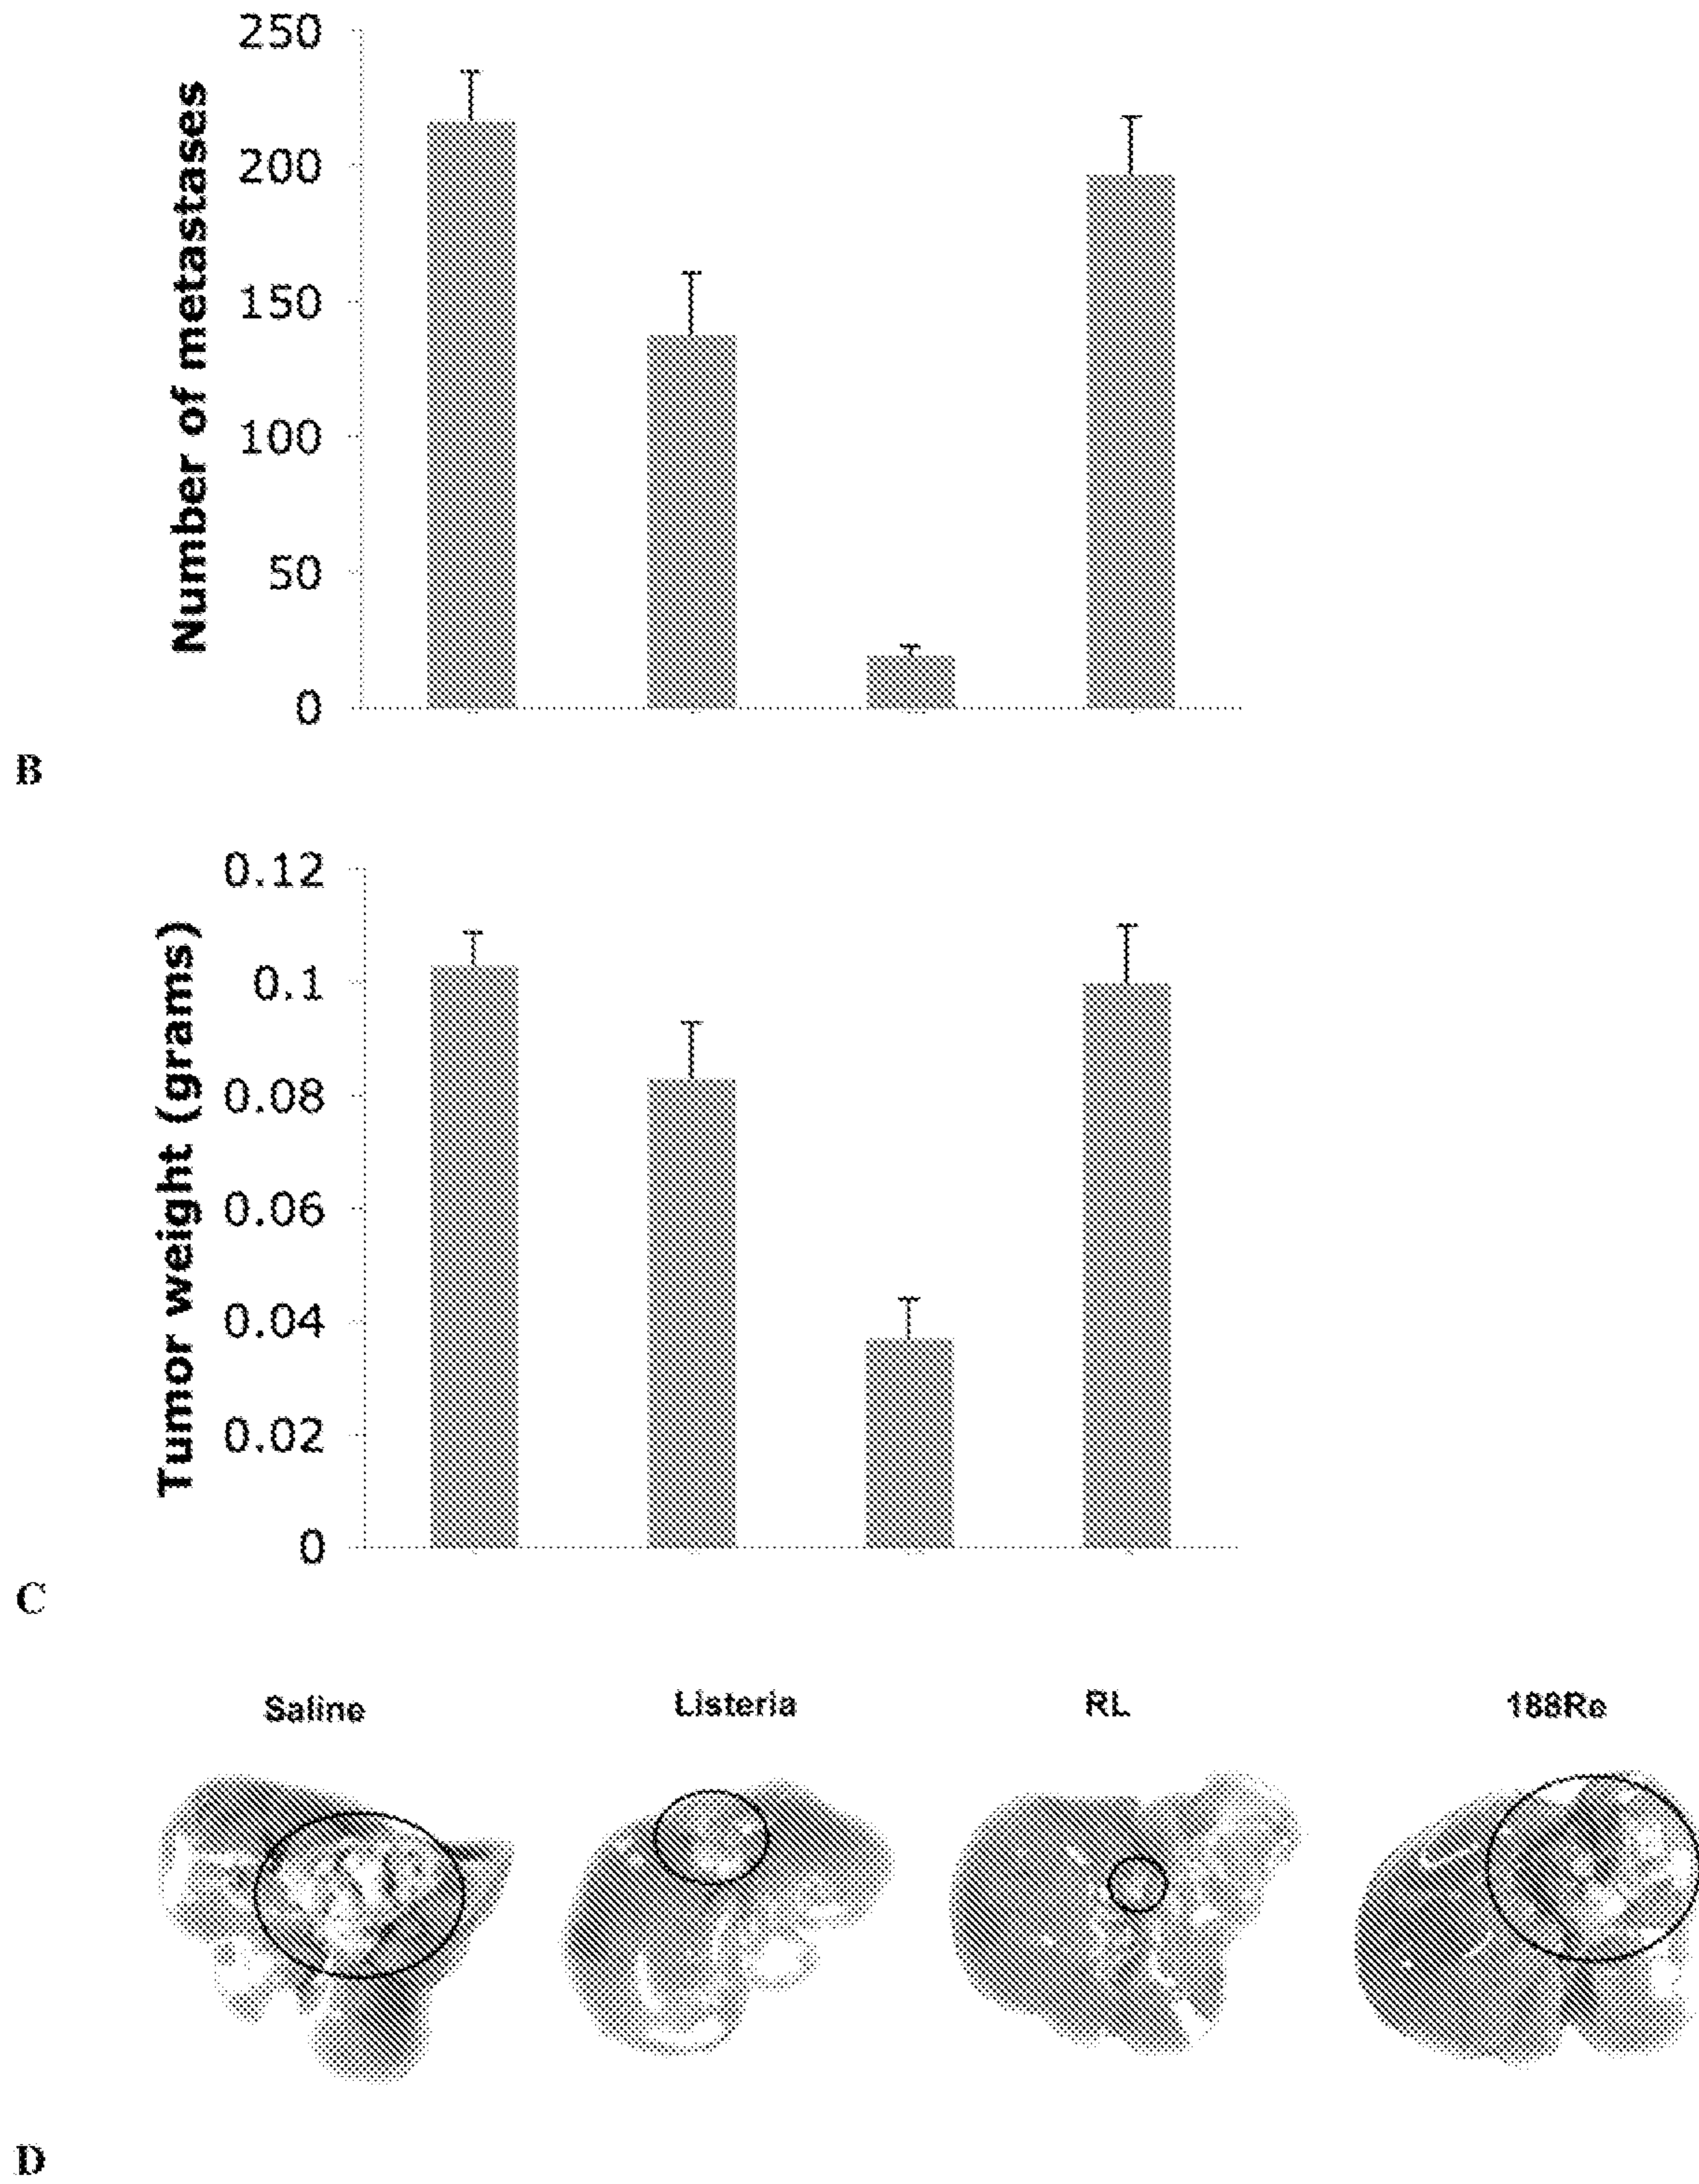 250
200
150
100
50
0
Number of metastases
B
0.12
0.1
0.08
0.06
0.04
0.02
0
Tumor weight (grams)
C
Saline Listeria RL 188Re
D